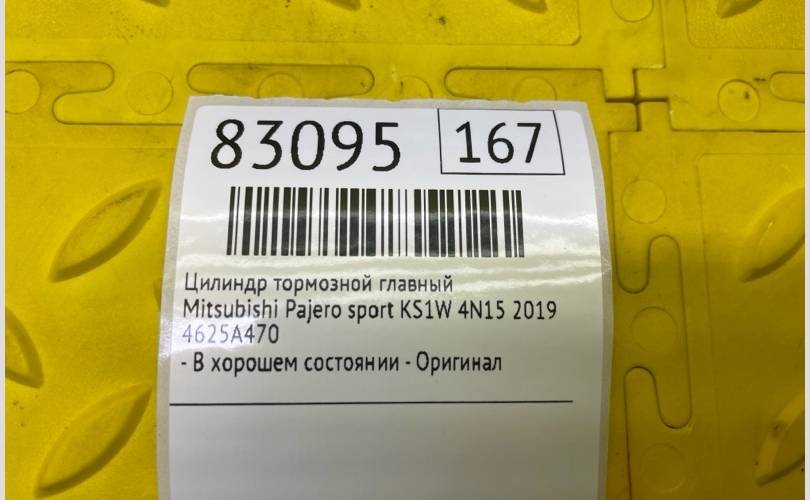 83095 167
Цилиндр тормозной главный
Mitsubishi Pajero sport KS1W 4N15 2019
4625A470
- В хорошем состоянии - Оригинал